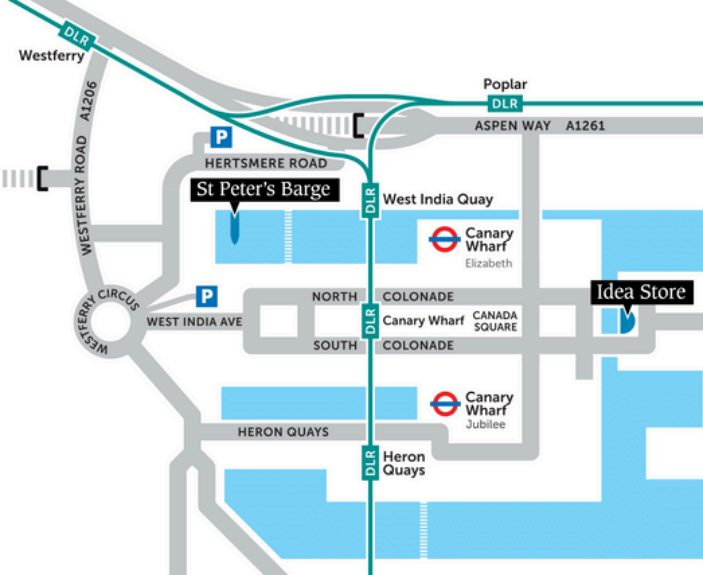 DLR
Westferry
Poplar
DLR
A1206
P
ASPEN WAY A1261
HERTSMERE ROAD
WESTFERRY ROAD
St Peter's Barge
DLR
West India Quay
Canary
Wharf
Elizabeth
Idea Store
P
NORTH COLONADE
WESTFERRY CIRCUS
WEST INDIA AVE
DLR
Canary Wharf
CANADA
SQUARE
SOUTH COLONADE
Canary
Wharf
Jubilee
HERON QUAYS
DLR
Heron
Quays